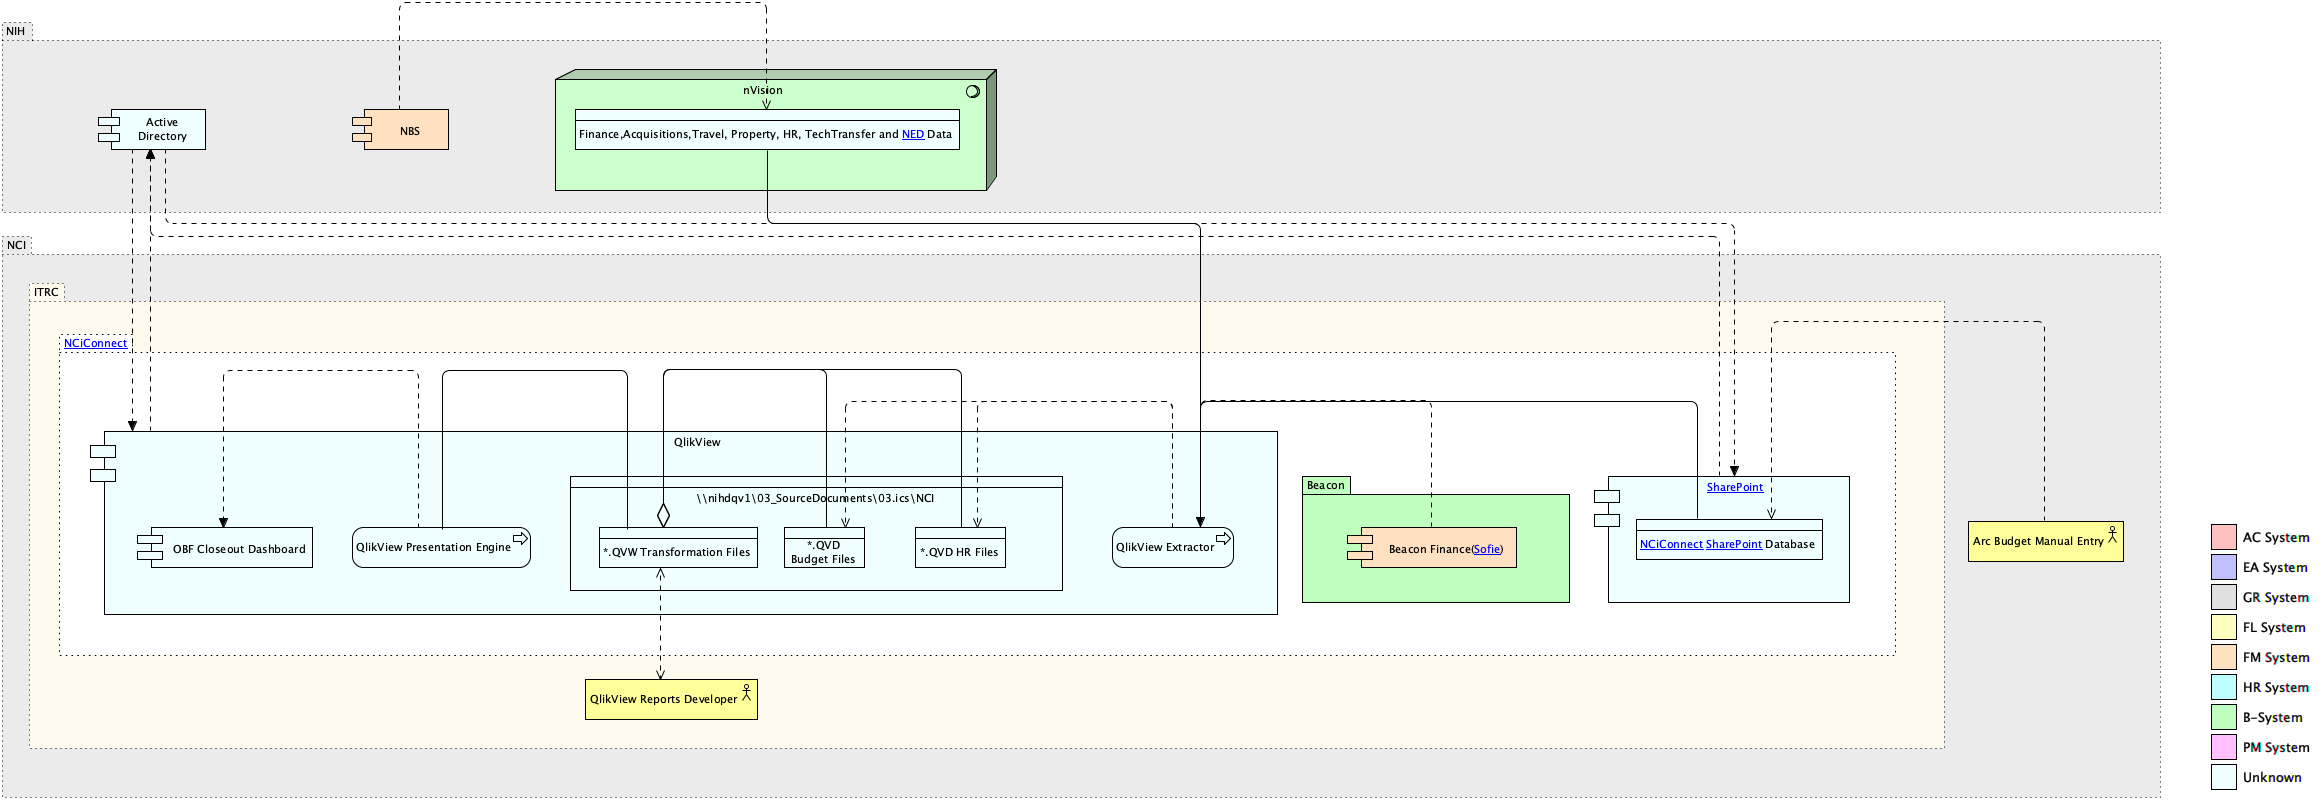 NIH
nVision
Active
Directory
NBS
Finance,Acquisitions,Travel, Property, HR, TechTransfer and NED Data
NCI
ITRC
NCiConnect
QlikView
Beacon
SharePoint
\\nihdqv1\03_SourceDocuments\03.ics\NCI
OBF Closeout Dashboard
QlikView Presentation Engine
*.QVW Transformation Files
*.QVD
Budget Files
*.QVD HR Files
QlikView Extractor
Beacon Finance(Sofie)
NCiConnect SharePoint Database
Arc Budget Manual Entry
QlikView Reports Developer
AC System
EA System
GR System
FL System
FM System
HR System
B-System
PM System
Unknown